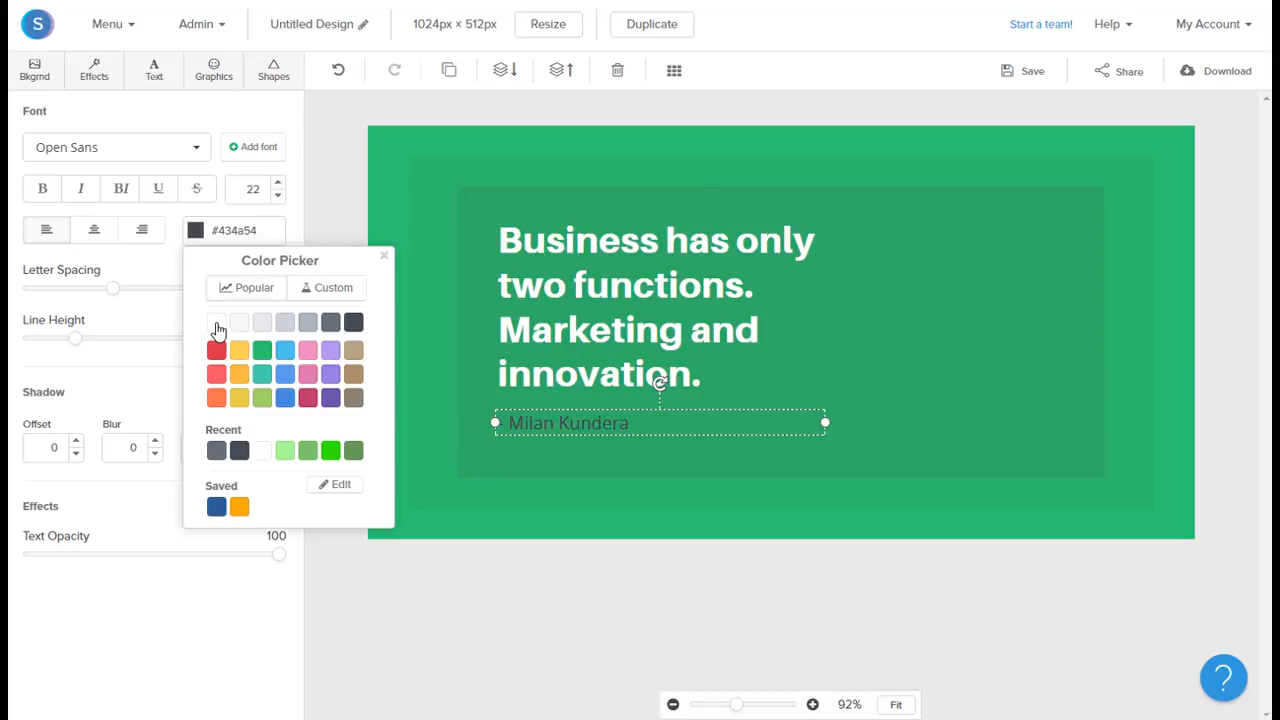 S Menu Admin Untitled Design 1024px × 512px Resize Duplicate Start a team! Help My Account
Bkgrnd Effects Text Graphics Shapes Save Share Download
Font
Open Sans Add font
B I BI U S 22
#434a54
Letter Spacing
Line Height
Color Picker
Popular Custom
Recent
Saved Edit
Shadow
Offset Blur
0 0
Effects
Text Opacity 100
Business has only
two functions.
Marketing and
innovation.
Milan Kundera
92% Fit
?